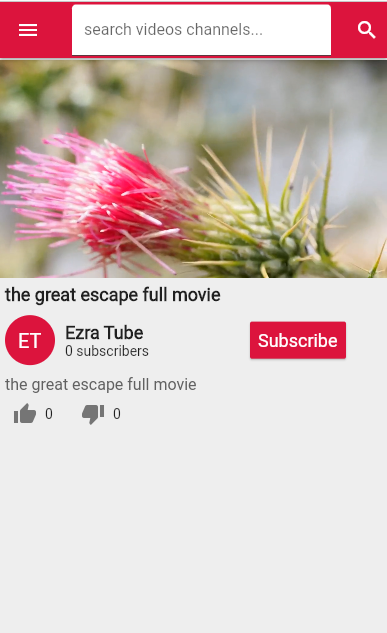 search videos channels...
the great escape full movie
ET
Ezra Tube
0 subscribers
Subscribe
the great escape full movie
0
0